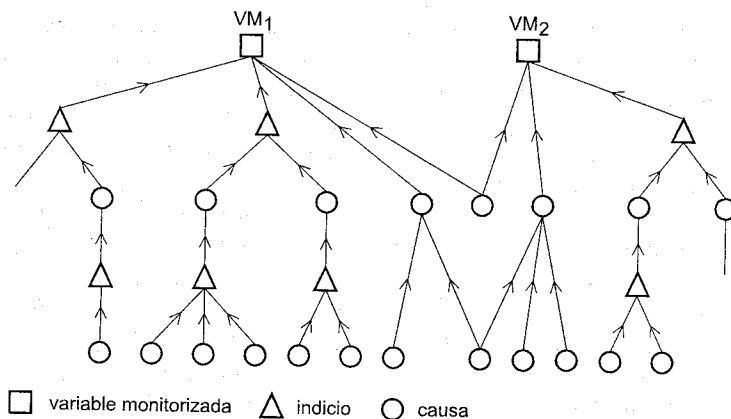 VM₁
VM₂
variable monitorizada
indicio
causa